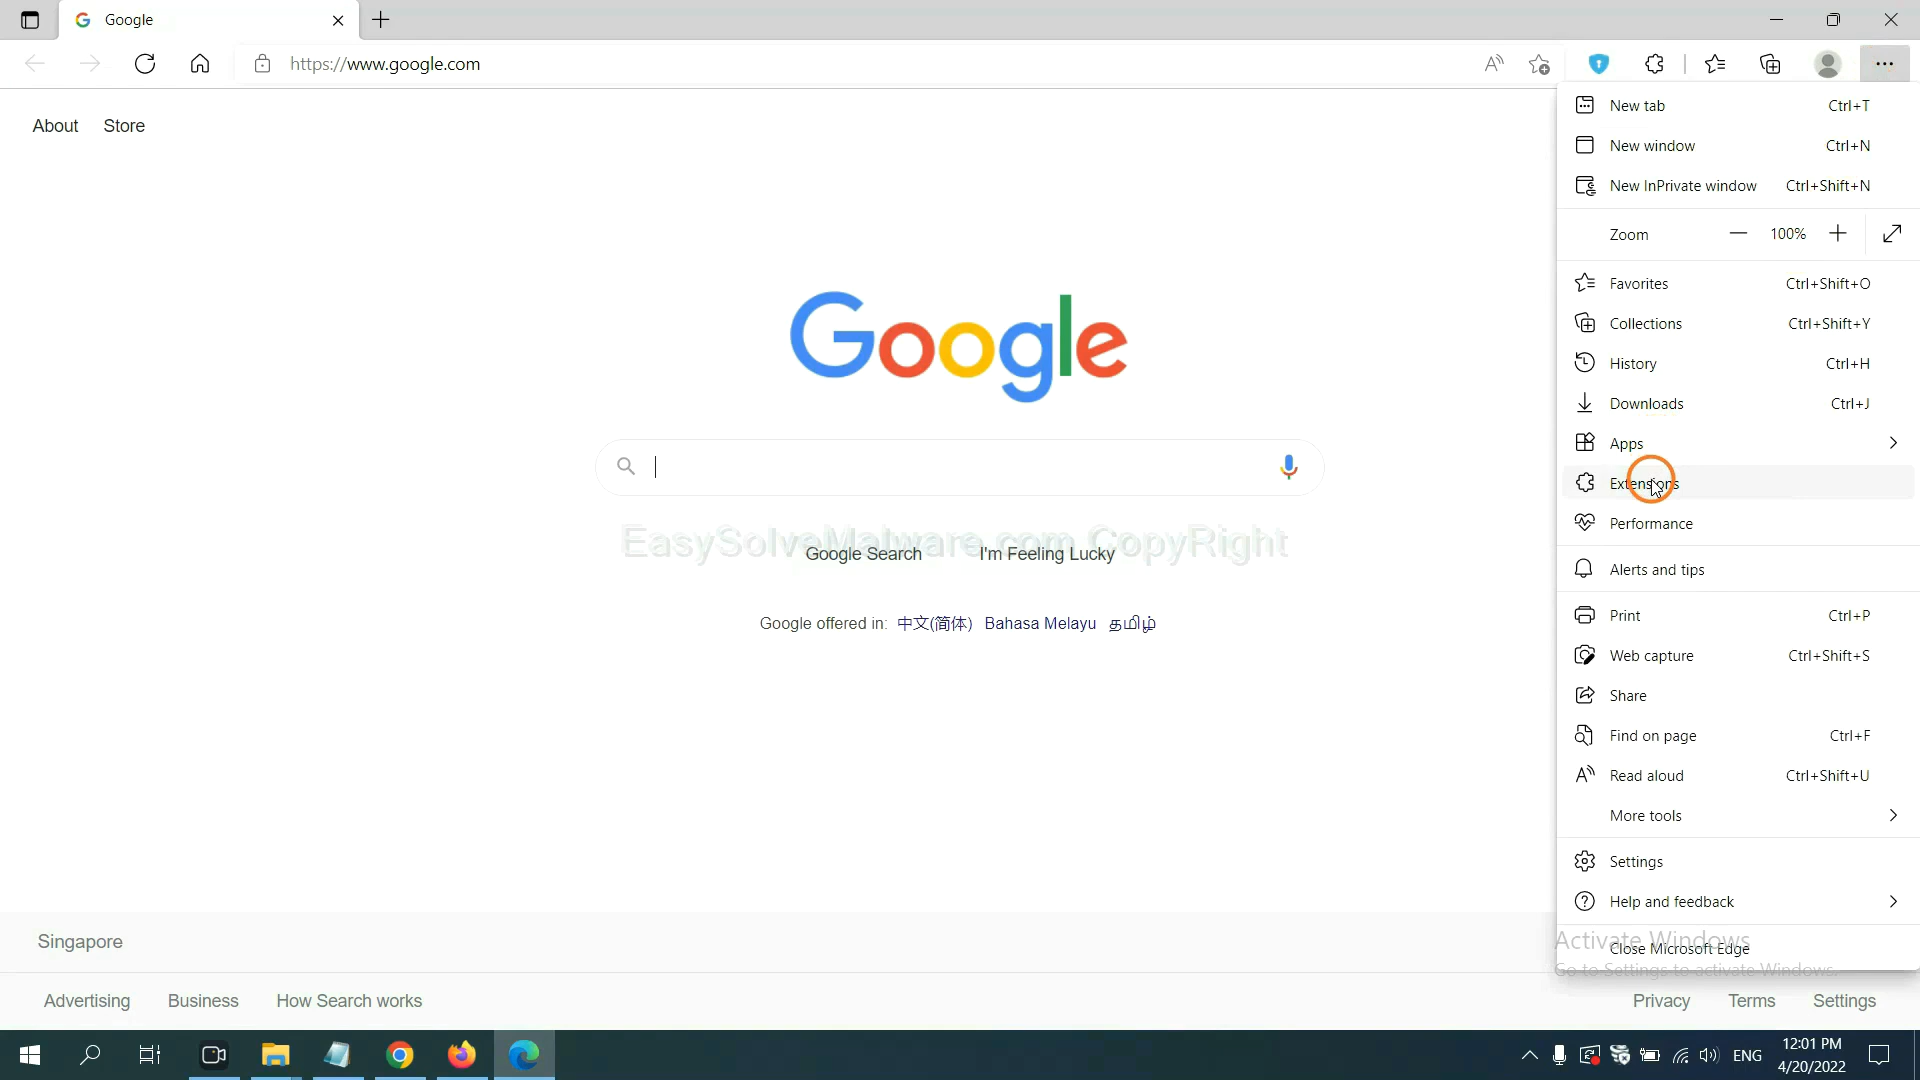 Google
https://www.google.com
New tab Ctrl+T
New window Ctrl+N
New InPrivate window Ctrl+Shift+N
Zoom 100%
Favorites Ctrl+Shift+O
Collections Ctrl+Shift+Y
History Ctrl+H
Downloads Ctrl+J
Apps
Extensions
Performance
Alerts and tips
Print Ctrl+P
Web capture Ctrl+Shift+S
Share
Find on page Ctrl+F
Read aloud Ctrl+Shift+U
More tools
Settings
Help and feedback
Close Microsoft Edge
About Store
Google
EasySolveMalware.com CopyRight
Google Search I'm Feeling Lucky
Google offered in: 中文(简体) Bahasa Melayu தமிழ்
Activate Windows
Go to Settings to activate Windows.
Singapore
Advertising Business How Search works
Privacy Terms Settings
ENG
12:01 PM
4/20/2022